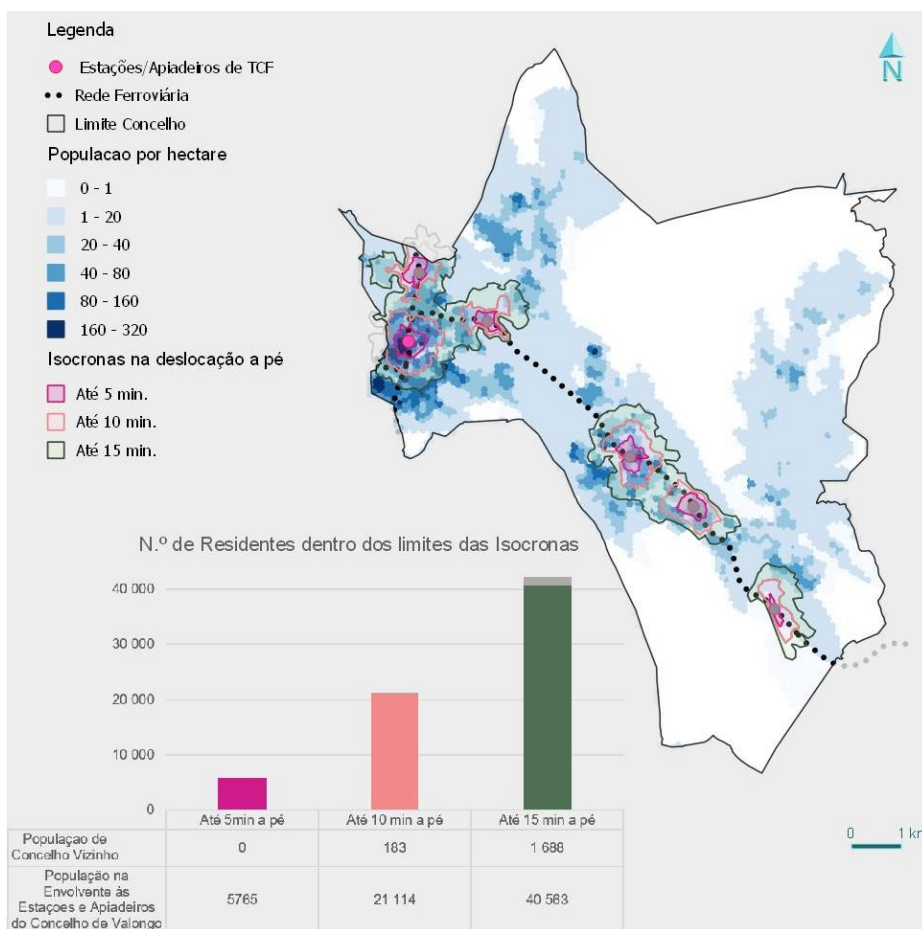 Legenda
Estações/Apiadeiros de TCF
Rede Ferroviária
Limite Concelho
Populacao por hectare
0 - 1
1 - 20
20 - 40
40 - 80
80 - 160
160 - 320
Isocronas na deslocação a pé
Até 5 min.
Até 10 min.
Até 15 min.
N
N.º de Residentes dentro dos limites das Isocronas
40 000
30 000
20 000
10 000
0
Até 5min a pé Até 10 min a pé Até 15 min a pé
População de
Concelho Vizinho
0 183 1 688
População na
Envolvente às
Estações e Apiadeiros
do Concelho de Valongo
5765 21 114 40 563
0 1 km